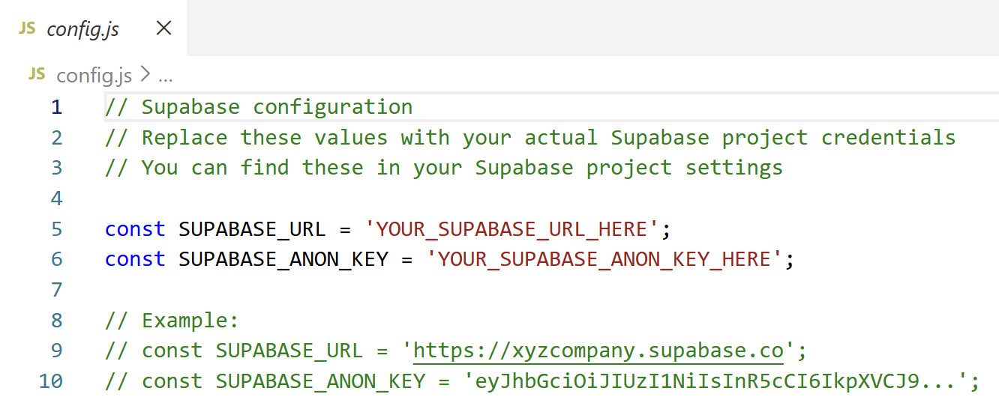 JS config.js ×
JS config.js > ...
1 // Supabase configuration
2 // Replace these values with your actual Supabase project credentials
3 // You can find these in your Supabase project settings
4
5 const SUPABASE_URL = 'YOUR_SUPABASE_URL_HERE';
6 const SUPABASE_ANON_KEY = 'YOUR_SUPABASE_ANON_KEY_HERE';
7
8 // Example:
9 // const SUPABASE_URL = 'https://xyzcompany.supabase.co';
10 // const SUPABASE_ANON_KEY = 'eyJhbGciOiJIUzI1NiIsInR5cCI6IkpXVCJ9...';